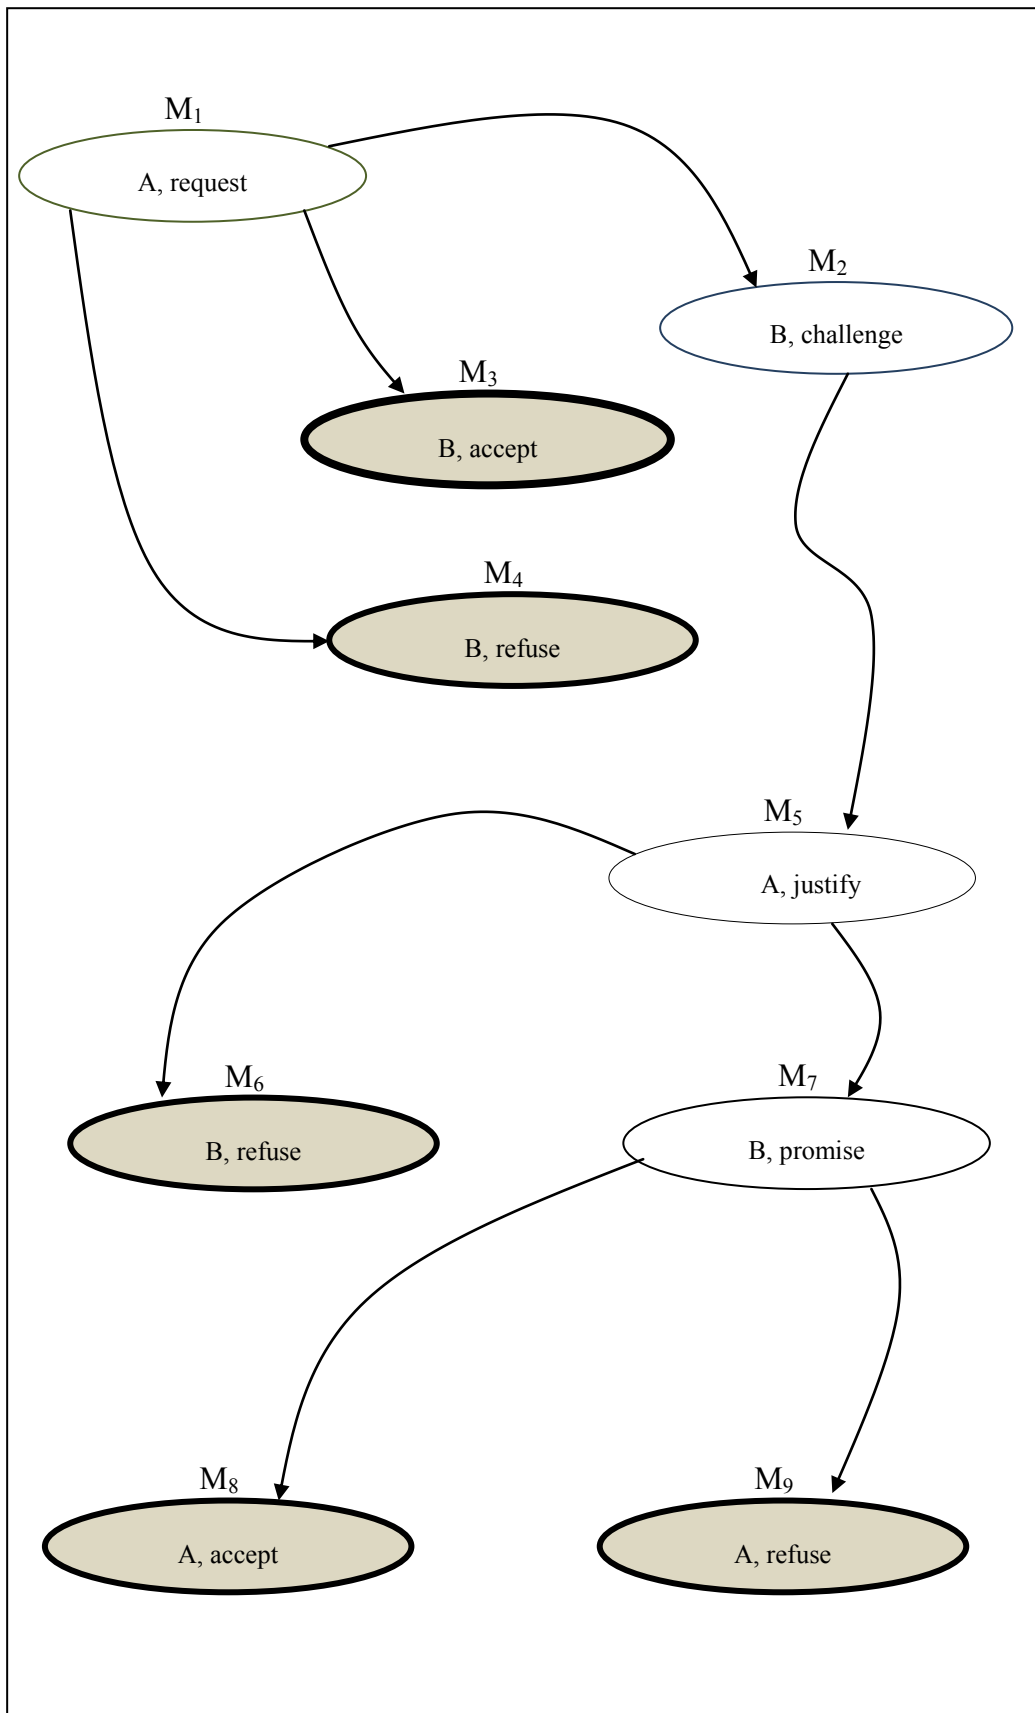 M₁
A, request
M₂
B, challenge
M₃
B, accept
M₄
B, refuse
M₅
A, justify
M₆
B, refuse
M₇
B, promise
M₈
A, accept
M₉
A, refuse